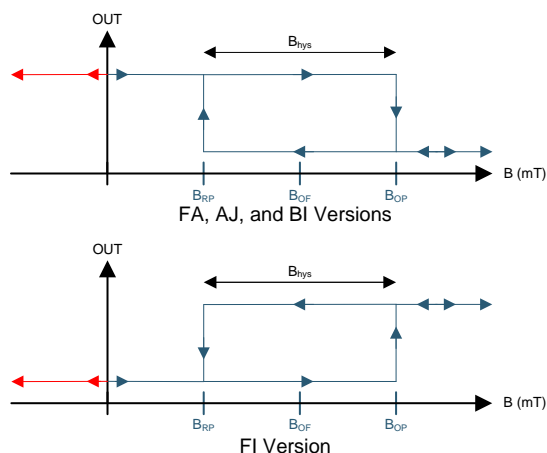 OUT
Bhys
B (mT)
BRP
BOF
BOP
FA, AJ, and BI Versions
OUT
Bhys
B (mT)
BRP
BOF
BOP
FI Version